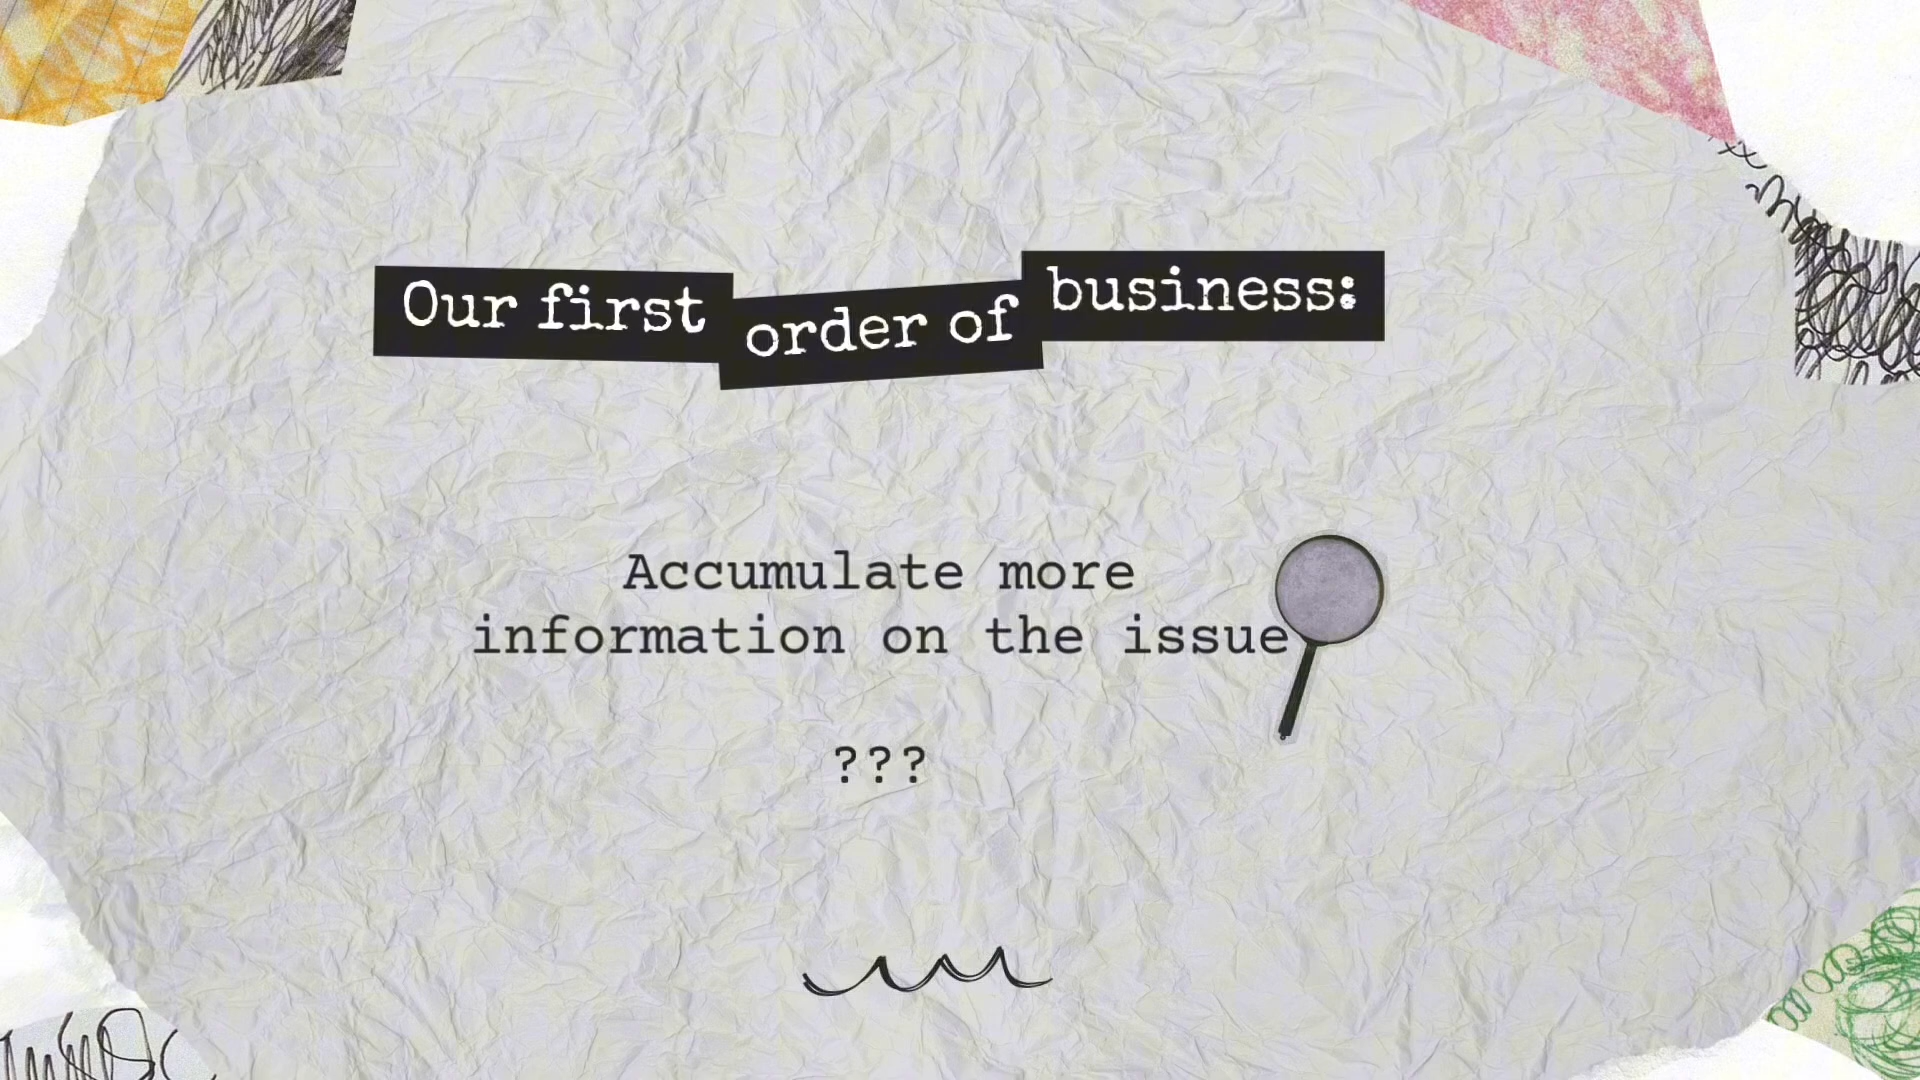 Our first order of business:
Accumulate more
information on the issue
???